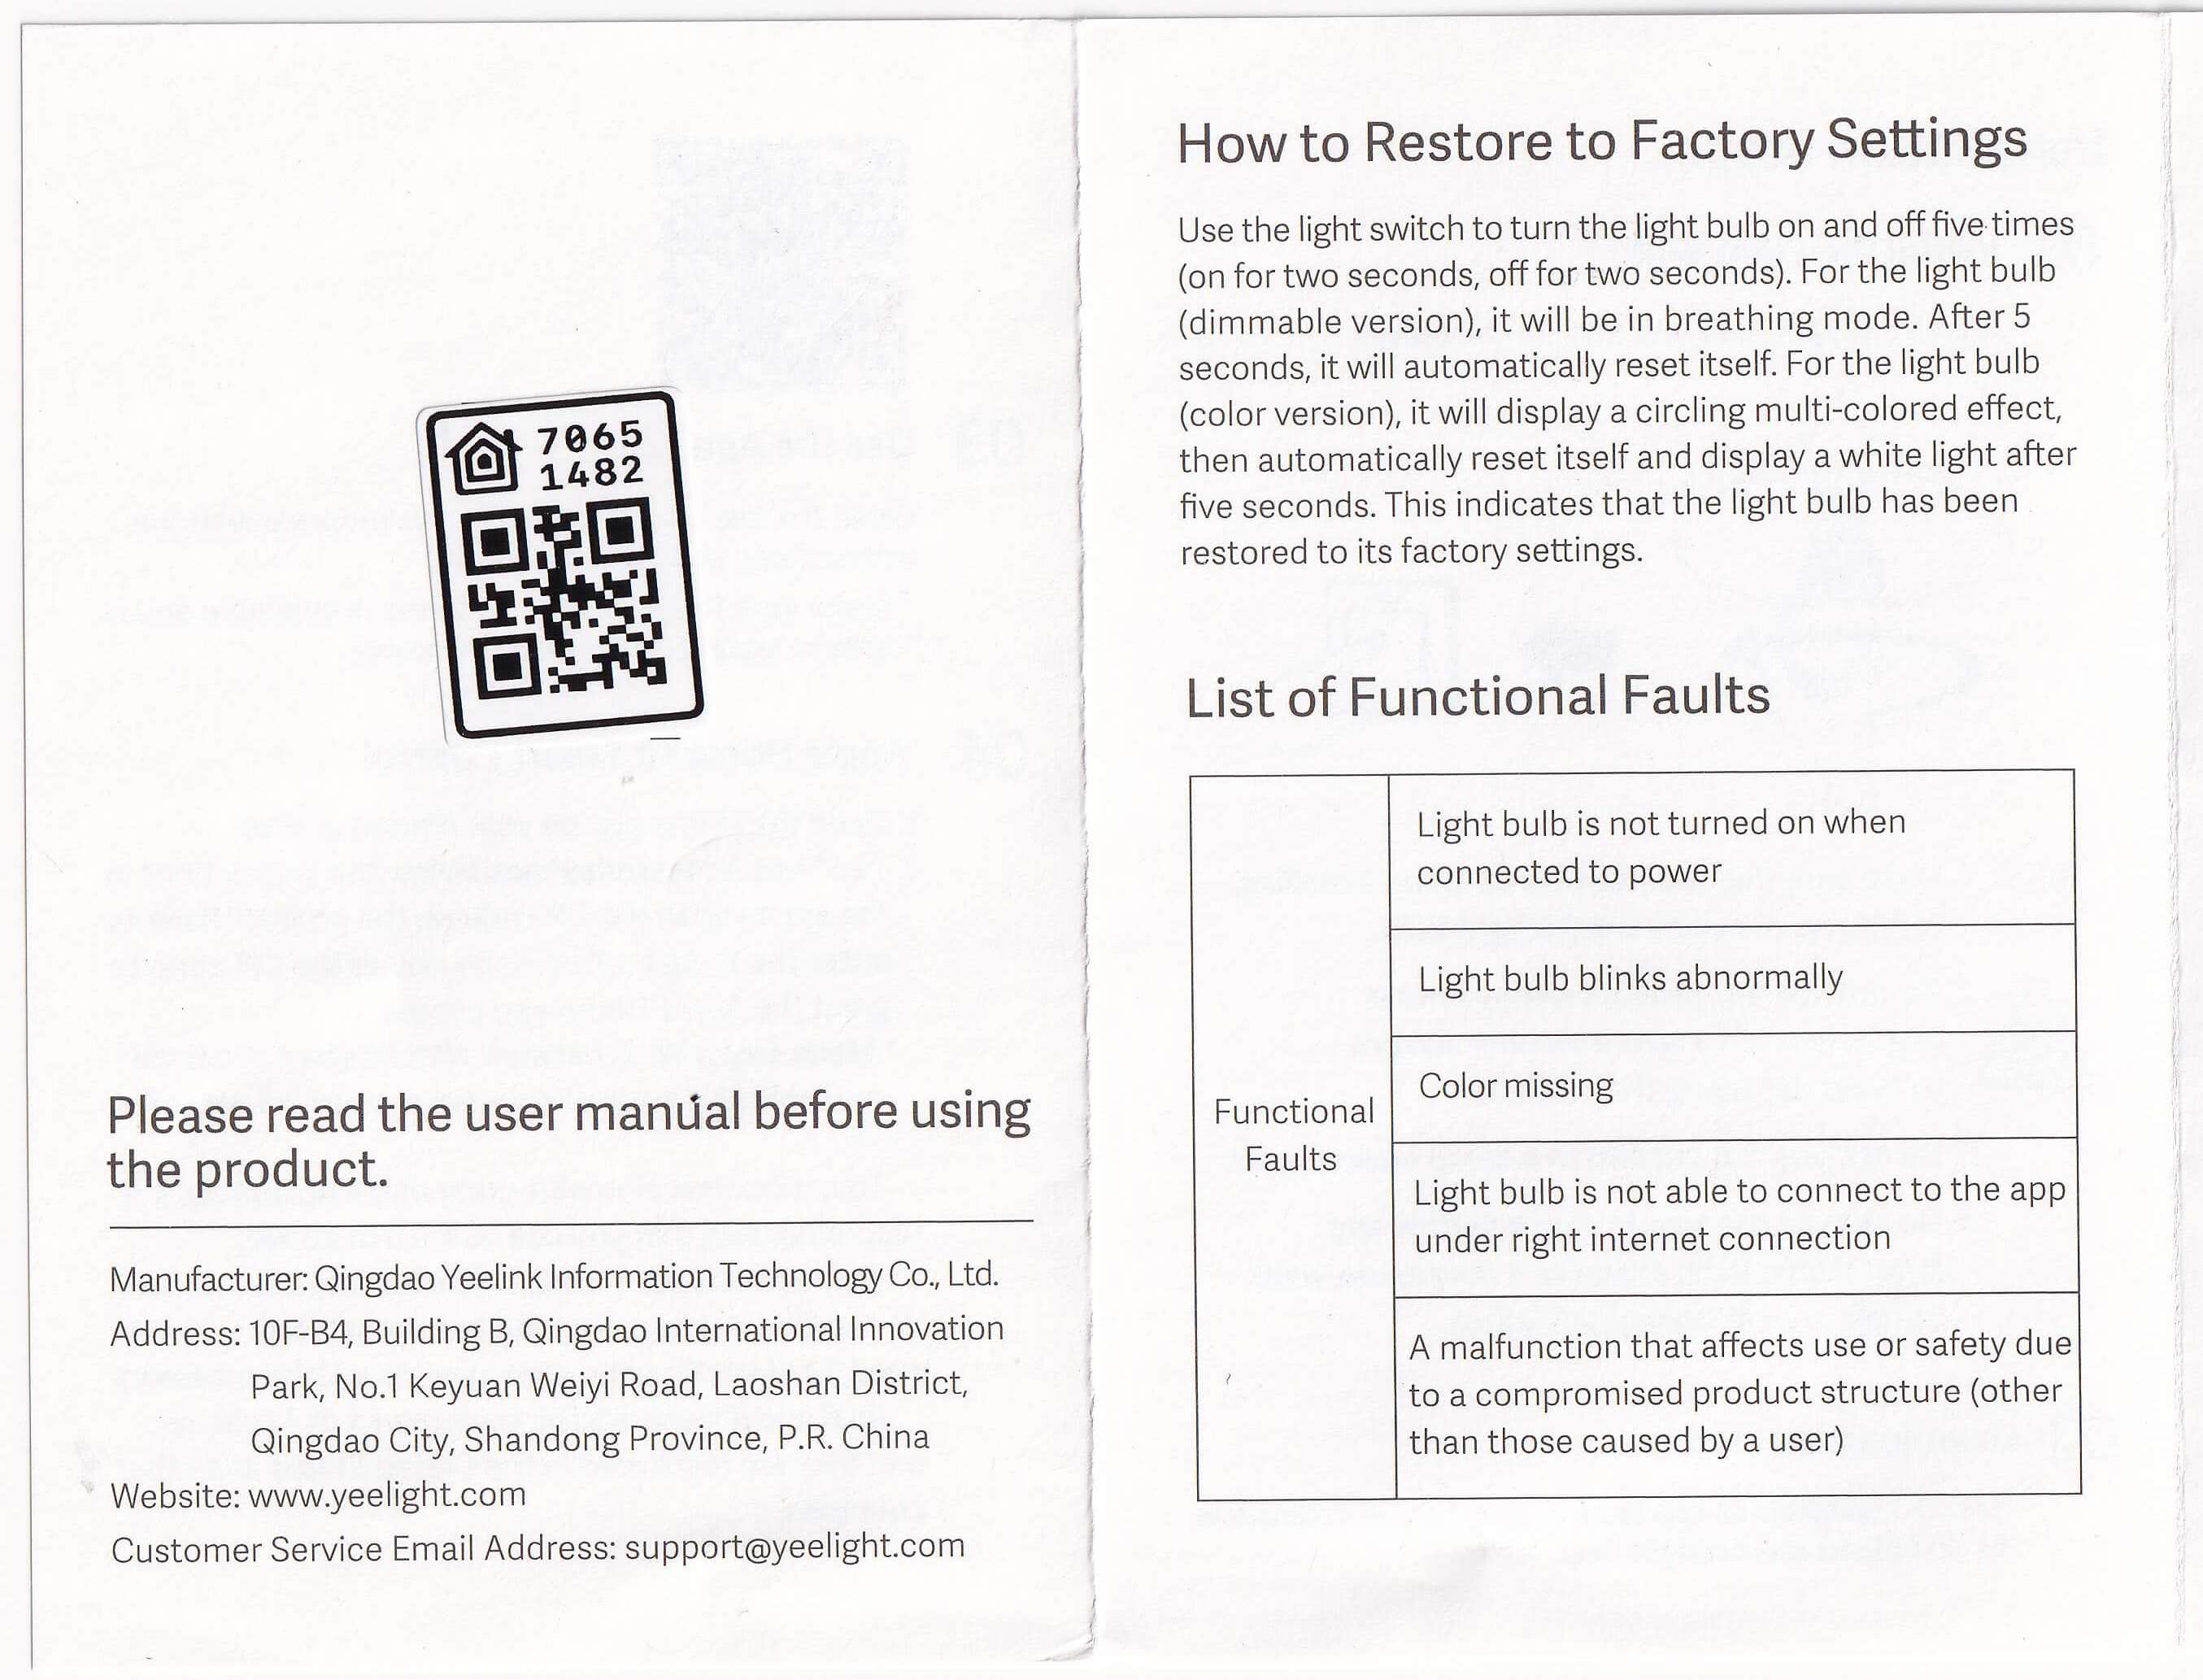 7065
1482
Please read the user manual before using
the product.
Manufacturer: Qingdao Yeelink Information Technology Co., Ltd.
Address: 10F-B4, Building B, Qingdao International Innovation
Park, No.1 Keyuan Weiyi Road, Laoshan District,
Qingdao City, Shandong Province, P.R. China
Website: www.yeelight.com
Customer Service Email Address: support@yeelight.com
How to Restore to Factory Settings
Use the light switch to turn the light bulb on and off five times
(on for two seconds, off for two seconds). For the light bulb
(dimmable version), it will be in breathing mode. After 5
seconds, it will automatically reset itself. For the light bulb
(color version), it will display a circling multi-colored effect,
then automatically reset itself and display a white light after
five seconds. This indicates that the light bulb has been
restored to its factory settings.
List of Functional Faults
Functional
Faults
Light bulb is not turned on when
connected to power
Light bulb blinks abnormally
Color missing
Light bulb is not able to connect to the app
under right internet connection
A malfunction that affects use or safety due
to a compromised product structure (other
than those caused by a user)